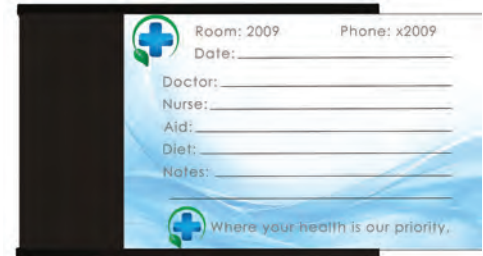 Room: 2009 Phone: x2009
Date:
Doctor:
Nurse:
Aid:
Diet:
Notes:
Where your health is our priority.